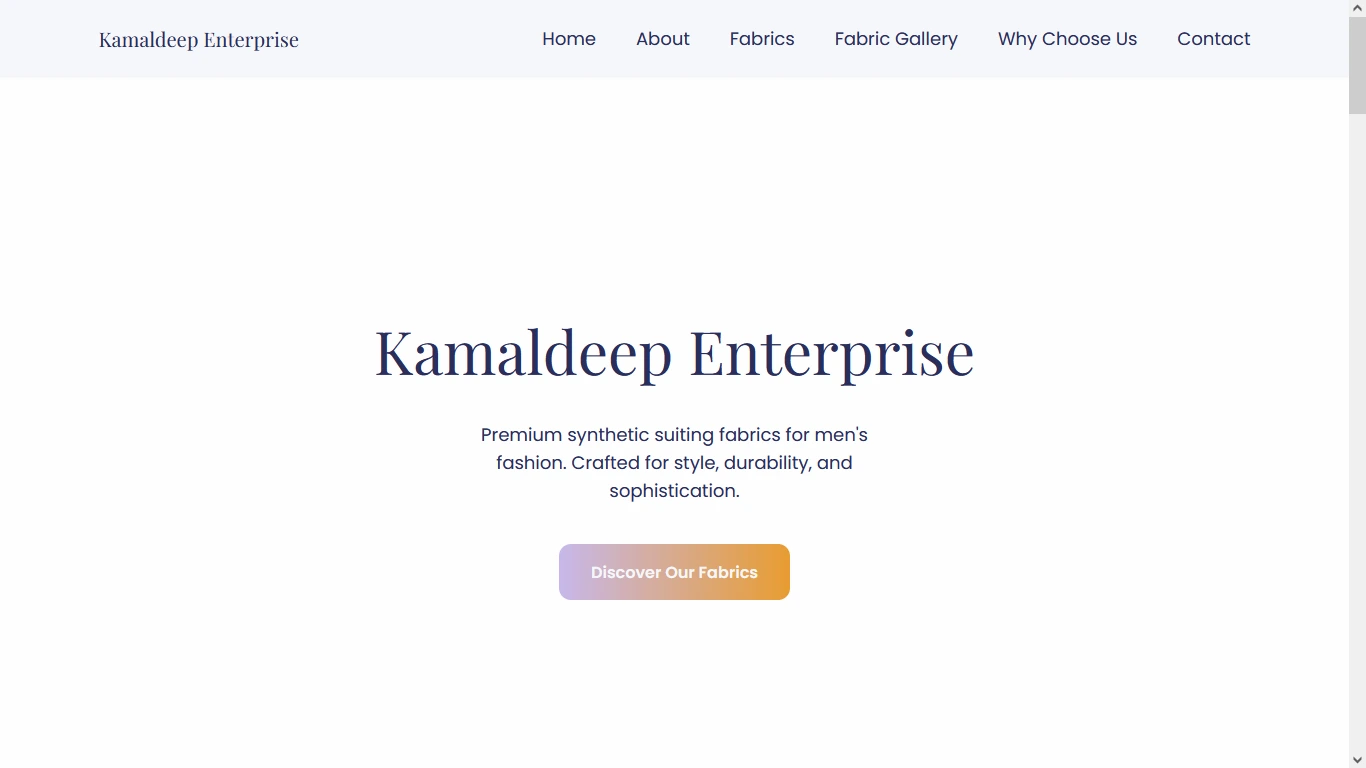 Kamaldeep Enterprise
Home About Fabrics Fabric Gallery Why Choose Us Contact
Kamaldeep Enterprise
Premium synthetic suiting fabrics for men's
fashion. Crafted for style, durability, and
sophistication.
Discover Our Fabrics